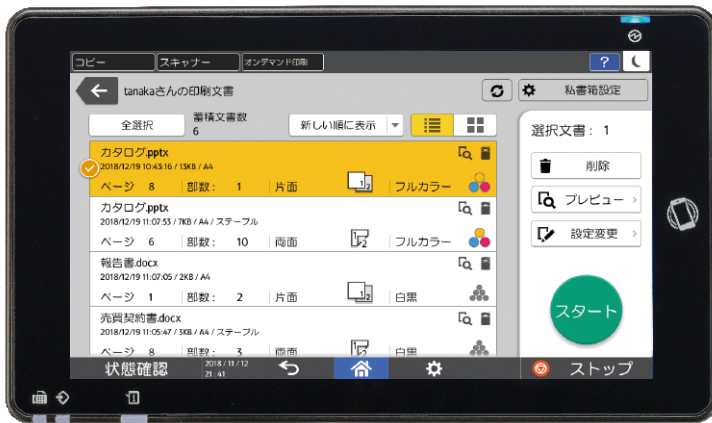 コピー
スキャナー
オンデマンド印刷
?
tanakaさんの印刷文書
私書箱設定
全選択
蓄積文書数
6
新しい順に表示
選択文書: 1
カタログ.pptx
2018/12/19 10:43:16 / 13KB / A4
ページ 8 部数: 1 片面 1 2 フルカラー
削除
カタログ.pptx
2018/12/19 11:07:53 / 7KB / A4 / ステープル
ページ 6 部数: 10 両面 1 2 フルカラー
プレビュー
設定変更
報告書.docx
2018/12/19 11:07:05 / 2KB / A4
ページ 1 部数: 2 片面 1 2 白黒
売買契約書.docx
2018/12/19 11:05:47 / 3KB / A4 / ステープル
ページ 8 部数: 3 両面 1 2 白黒
スタート
状態確認
2018 / 11 / 12
21 : 41
ストップ